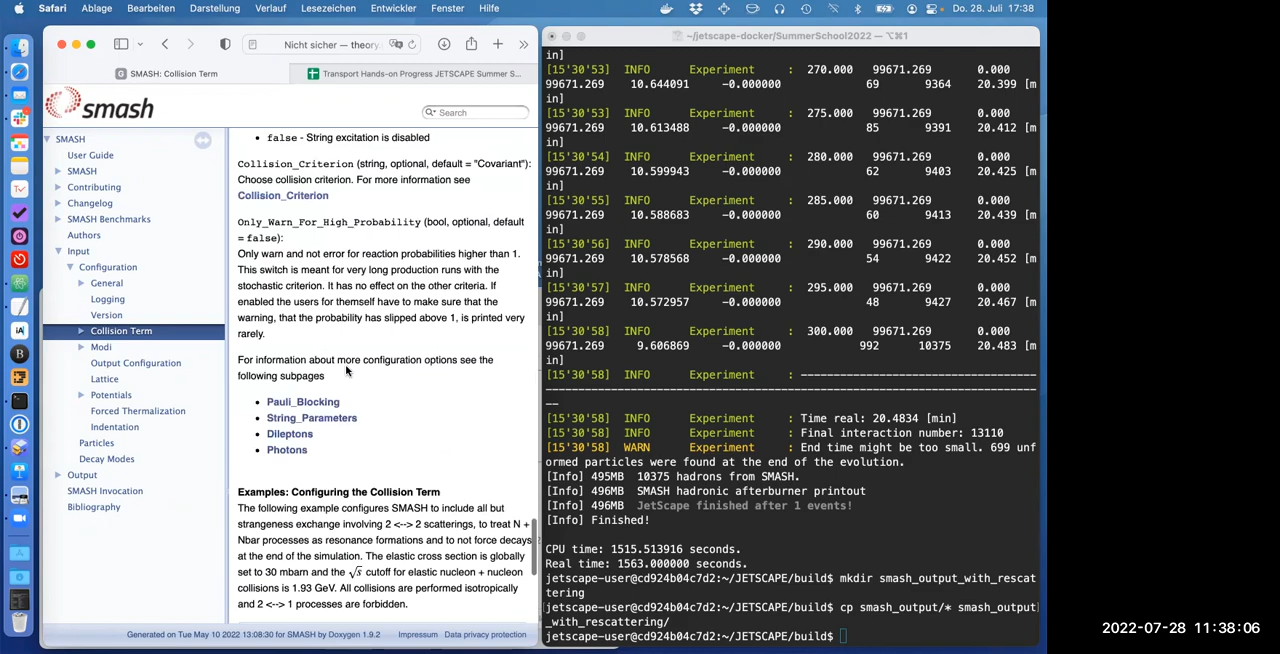 Safari Ablage Bearbeiten Darstellung Verlauf Lesezeichen Entwickler Fenster Hilfe Do. 28. Juli 17:38
Nicht sicher — theory.
SMASH: Collision Term
Transport Hands-on Progress JETSCAPE Summer S...
smash
Search
SMASH
User Guide
SMASH
Contributing
Changelog
SMASH Benchmarks
Authors
Input
Configuration
General
Logging
Version
Collision Term
Modi
Output Configuration
Lattice
Potentials
Forced Thermalization
Indentation
Particles
Decay Modes
Output
SMASH Invocation
Bibliography
false - String excitation is disabled
Collision_Criterion (string, optional, default = "Covariant"):
Choose collision criterion. For more information see
Collision_Criterion
Only_Warn_For_High_Probability (bool, optional, default
= false):
Only warn and not error for reaction probabilities higher than 1.
This switch is meant for very long production runs with the
stochastic criterion. It has no effect on the other criteria. If
enabled the users for themself have to make sure that the
warning, that the probability has slipped above 1, is printed very
rarely.
For information about more configuration options see the
following subpages
Pauli_Blocking
String_Parameters
Dileptons
Photons
Examples: Configuring the Collision Term
The following example configures SMASH to include all but
strangeness exchange involving 2 <--> 2 scatterings, to treat N +
Nbar processes as resonance formations and to not force decays
at the end of the simulation. The elastic cross section is globally
set to 30 mbarn and the √s cutoff for elastic nucleon + nucleon
collisions is 1.93 GeV. All collisions are performed isotropically
and 2 <--> 1 processes are forbidden.
Generated on Tue May 10 2022 13:08:30 for SMASH by Doxygen 1.9.2 Impressum Data privacy protection
~/jetscape-docker/SummerSchool2022 — ⌥⌘1
in]
[15'30'53] INFO Experiment : 270.000 99671.269 0.000
99671.269 10.644091 -0.000000 69 9364 20.399 [m
in]
[15'30'53] INFO Experiment : 275.000 99671.269 0.000
99671.269 10.613488 -0.000000 85 9391 20.412 [m
in]
[15'30'54] INFO Experiment : 280.000 99671.269 0.000
99671.269 10.599943 -0.000000 62 9403 20.425 [m
in]
[15'30'55] INFO Experiment : 285.000 99671.269 0.000
99671.269 10.588683 -0.000000 60 9413 20.439 [m
in]
[15'30'56] INFO Experiment : 290.000 99671.269 0.000
99671.269 10.578568 -0.000000 54 9422 20.452 [m
in]
[15'30'57] INFO Experiment : 295.000 99671.269 0.000
99671.269 10.572957 -0.000000 48 9427 20.467 [m
in]
[15'30'58] INFO Experiment : 300.000 99671.269 0.000
99671.269 9.606869 -0.000000 992 10375 20.483 [m
in]
[15'30'58] INFO Experiment : ----------------------------------
----------------------------------------------------------------------
--
[15'30'58] INFO Experiment : Time real: 20.4834 [min]
[15'30'58] INFO Experiment : Final interaction number: 13110
[15'30'58] WARN Experiment : End time might be too small. 699 unf
ormed particles were found at the end of the evolution.
[Info] 495MB 10375 hadrons from SMASH.
[Info] 496MB SMASH hadronic afterburner printout
[Info] 496MB JetScape finished after 1 events!
[Info] Finished!
CPU time: 1515.513916 seconds.
Real time: 1563.000000 seconds.
jetscape-user@cd924b04c7d2:~/JETSCAPE/build$ mkdir smash_output_with_rescat
tering
jetscape-user@cd924b04c7d2:~/JETSCAPE/build$ cp smash_output/* smash_output
_with_rescattering/
jetscape-user@cd924b04c7d2:~/JETSCAPE/build$
2022-07-28 11:38:06